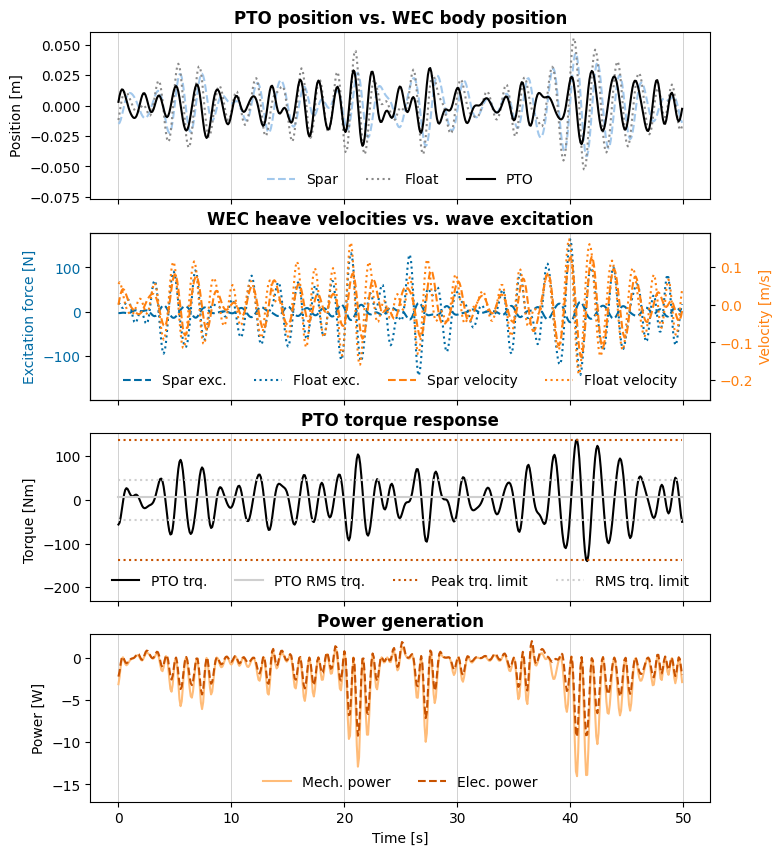 PTO position vs. WEC body position
0.050
0.025
0.000
−0.025
−0.050
−0.075
Position [m]
Spar Float PTO
WEC heave velocities vs. wave excitation
100
0
−100
Excitation force [N]
0.1
0.0
−0.1
−0.2
Velocity [m/s]
Spar exc. Float exc. Spar velocity Float velocity
PTO torque response
100
0
−100
−200
Torque [Nm]
PTO trq. PTO RMS trq. Peak trq. limit RMS trq. limit
Power generation
0
−5
−10
−15
Power [W]
Mech. power Elec. power
0 10 20 30 40 50
Time [s]